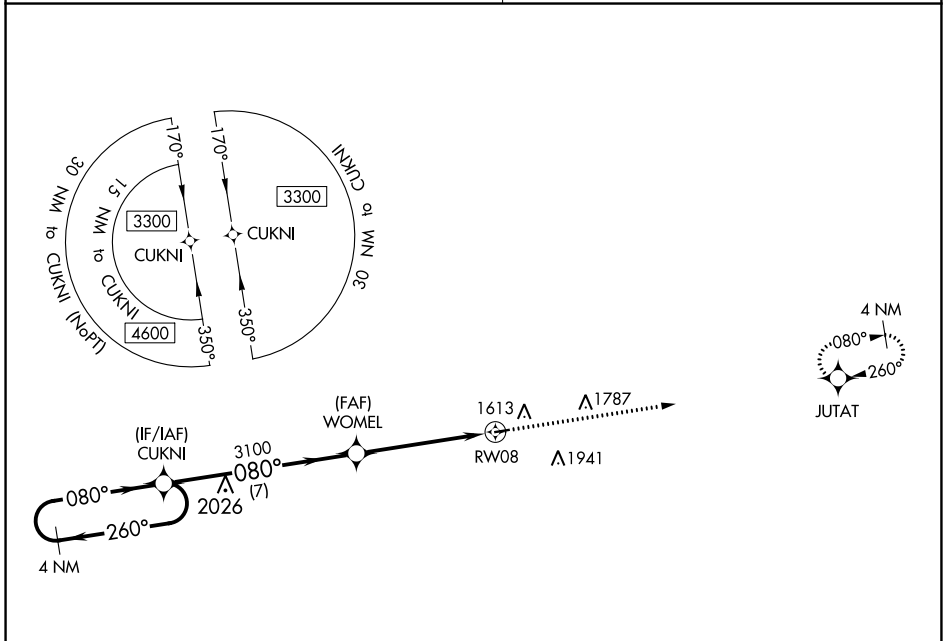 170°
170°
30 NM to CUKNI (NoPT)
15 NM to CUKNI
3300
CUKNI
4600
350°
3300
CUKNI
350°
30 NM to CUKNI
4 NM
080°
260°
JUTAT
(FAF)
WOMEL
1613
1787
RW08
1941
(IF/IAF)
CUKNI
3100
080°
(7)
2026
080°
260°
4 NM